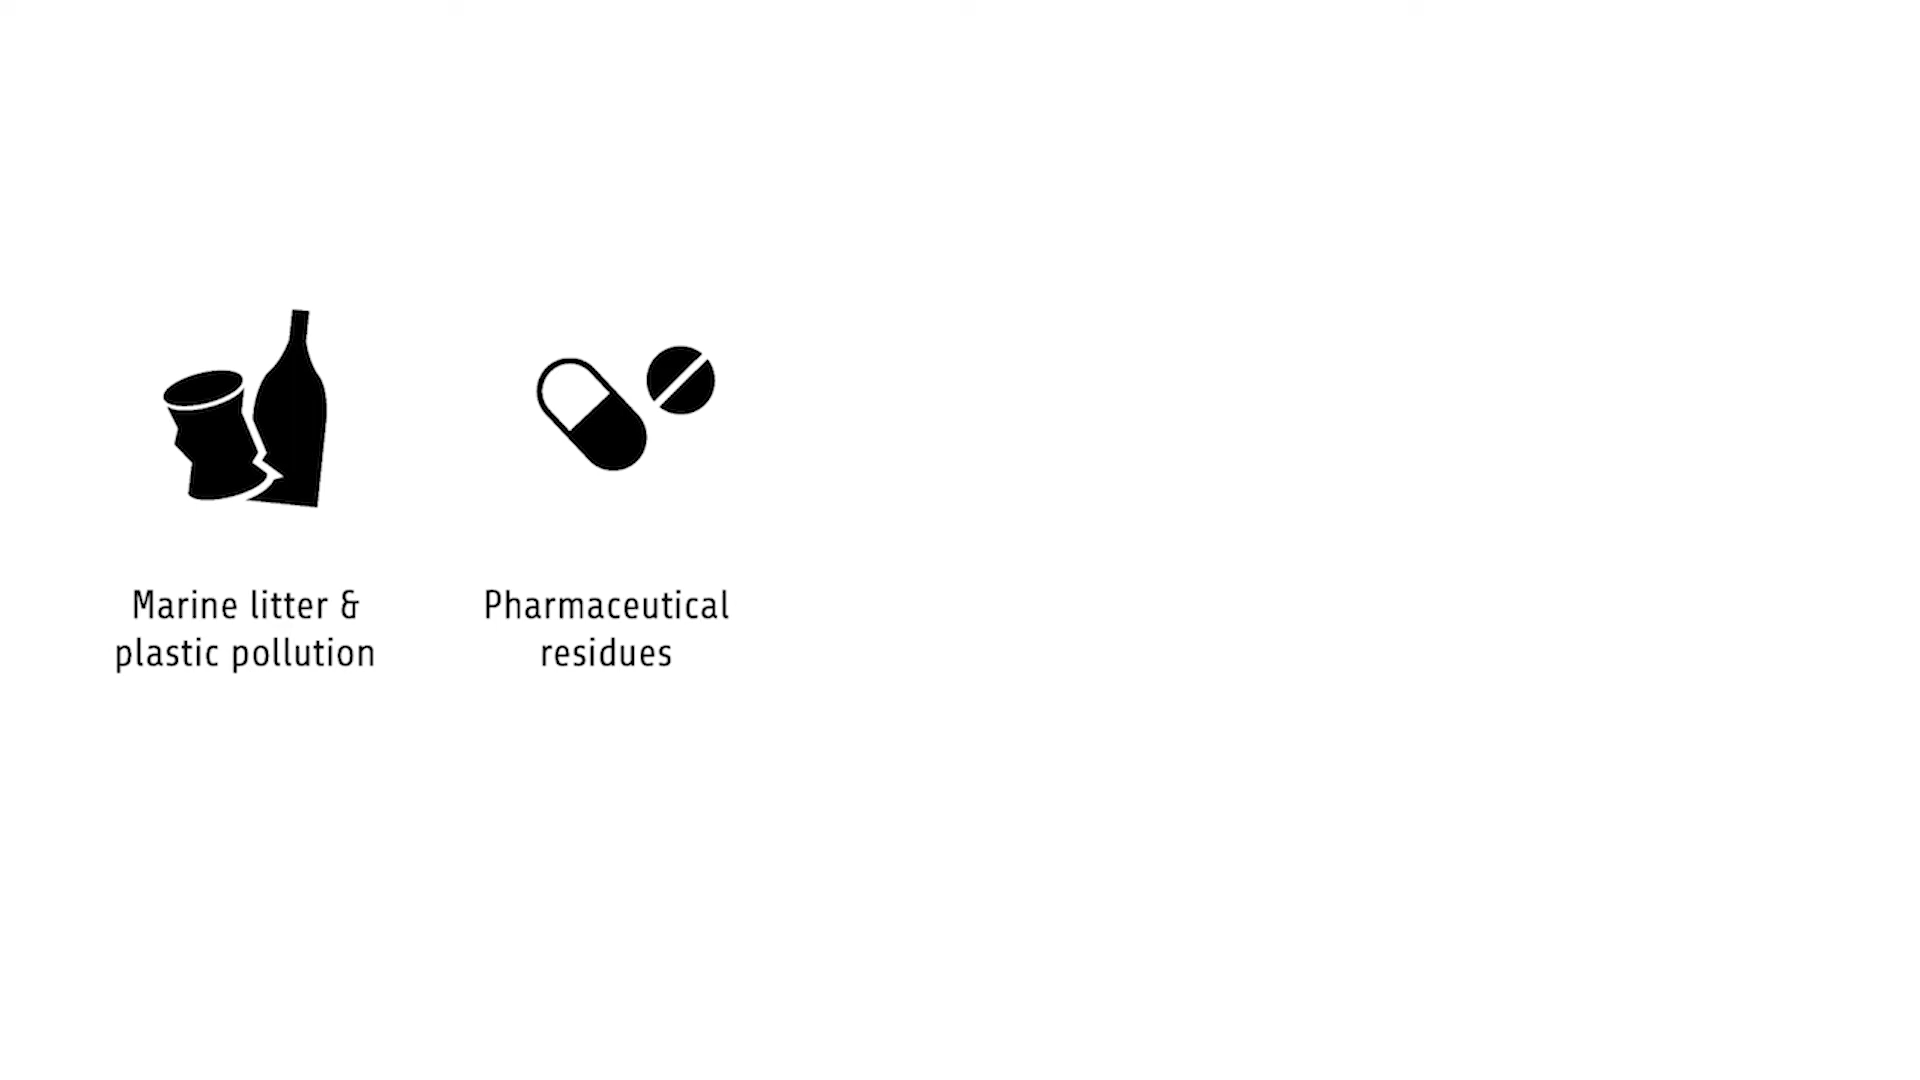 Marine litter &
plastic pollution
Pharmaceutical
residues